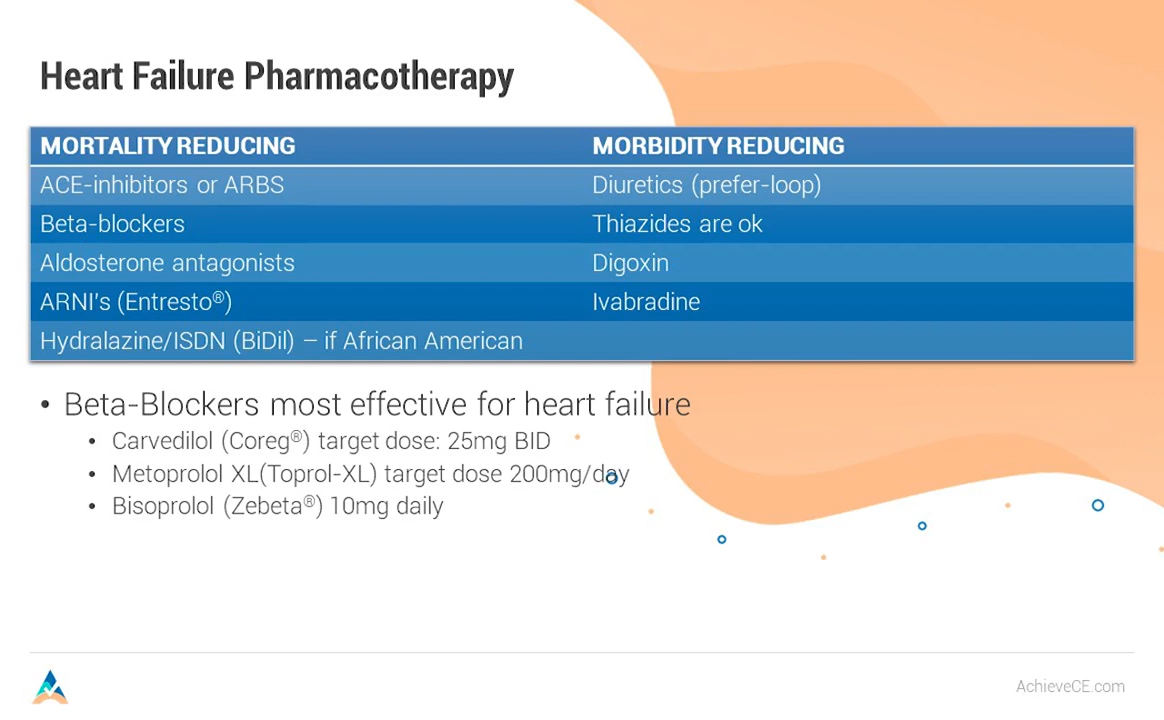 Heart Failure Pharmacotherapy
MORTALITY REDUCING MORBIDITY REDUCING
ACE-inhibitors or ARBS Diuretics (prefer-loop)
Beta-blockers Thiazides are ok
Aldosterone antagonists Digoxin
ARNI's (Entresto®) Ivabradine
Hydralazine/ISDN (BiDil) – if African American
• Beta-Blockers most effective for heart failure
• Carvedilol (Coreg®) target dose: 25mg BID
• Metoprolol XL(Toprol-XL) target dose 200mg/day
• Bisoprolol (Zebeta®) 10mg daily
AchieveCE.com